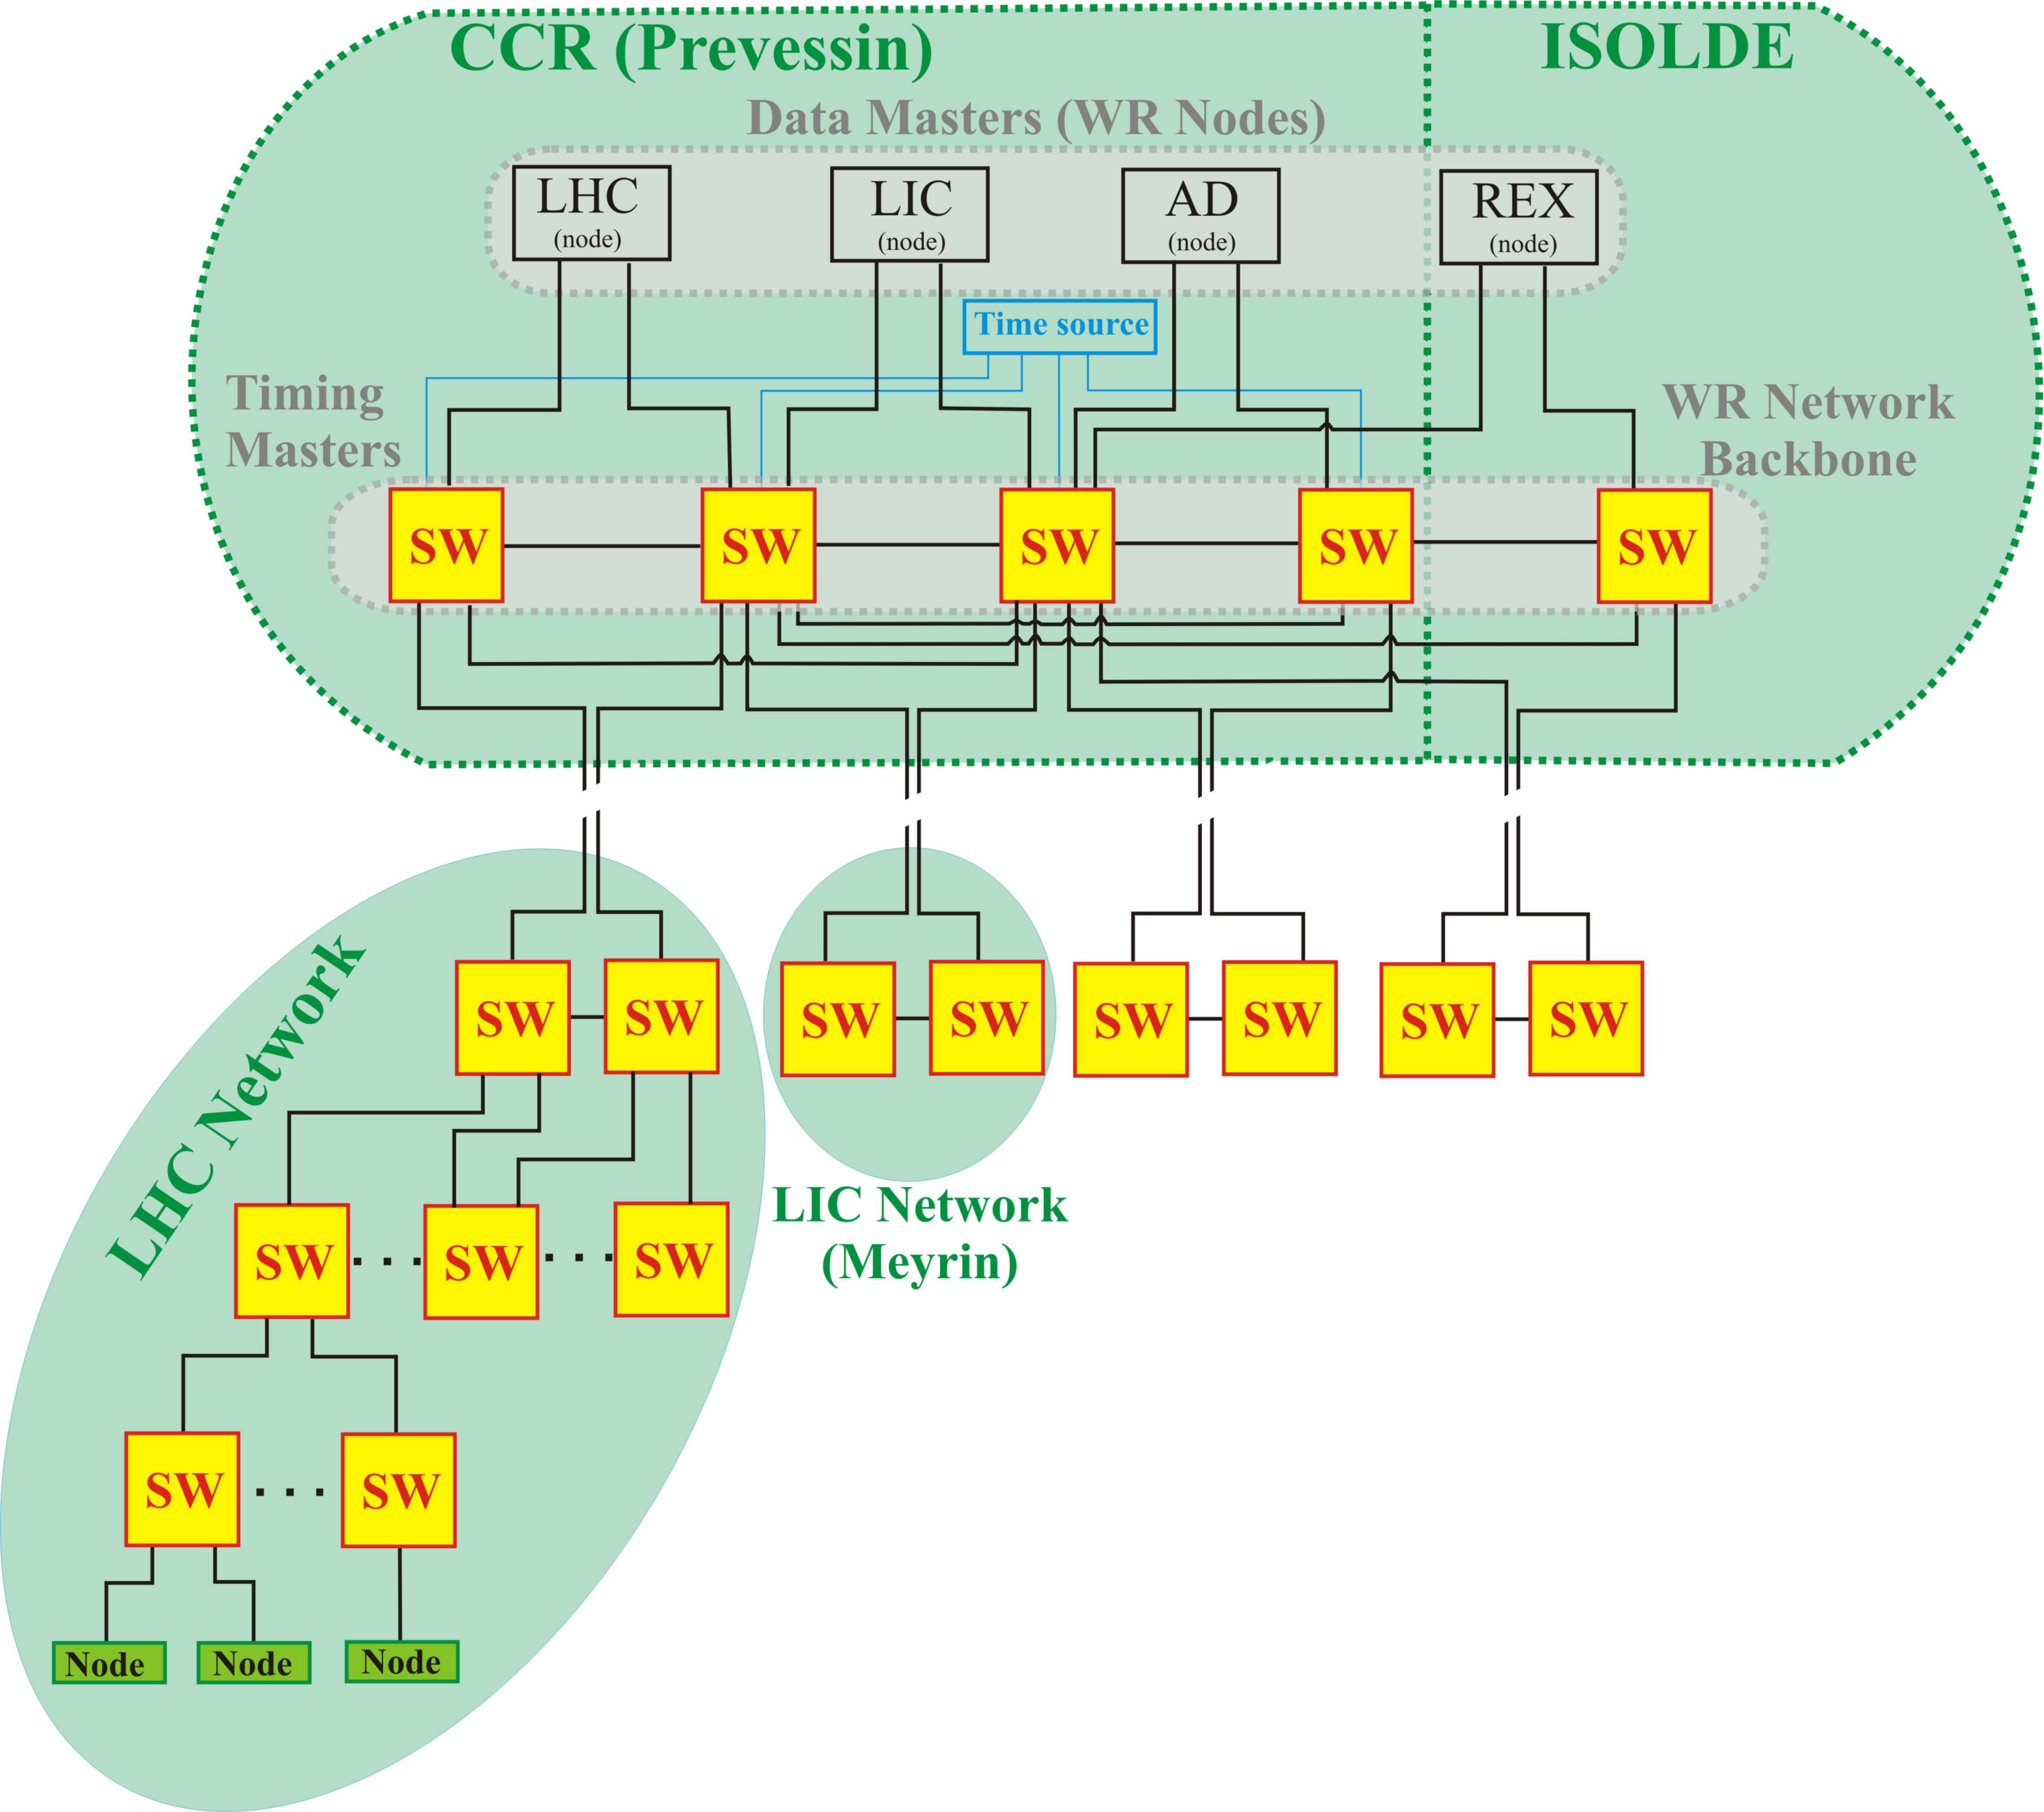 CCR (Prevessin)
ISOLDE
Data Masters (WR Nodes)
LHC
(node)
LIC
(node)
AD
(node)
REX
(node)
Time source
Timing
Masters
WR Network
Backbone
SW
SW
SW
SW
SW
LHC Network
SW
SW
SW
SW
SW
SW
SW
SW
SW
SW
SW
SW
LIC Network
(Meyrin)
SW
SW
Node
Node
Node